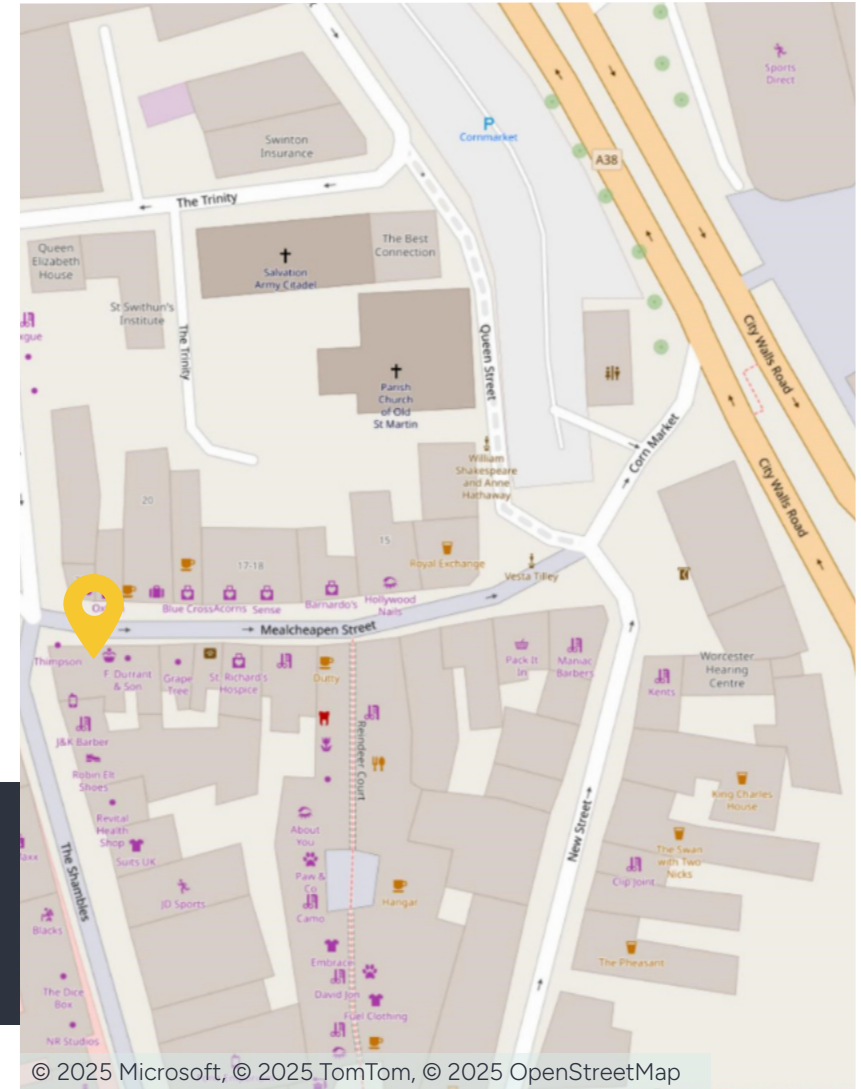 Sports
Direct
P
Cornmarket
A38
Swinton
Insurance
The Trinity
Queen
Elizabeth
House
The Best
Connection
Salvation
Army Citadel
St Swithun's
Institute
The Trinity
Queen Street
City Walls Road
Parish
Church
of Old
St Martin
Corn Market
William
Shakespeare
and Anne
Hathaway
City Walls Road
20
15
17-18
Royal Exchange
Vesta Tilley
Blue Cross
Acorns
Sense
Barnardo's
Hollywood
Nails
Mealcheapen Street
Timpson
F. Durrant
& Son
Grape
Tree
St Richard's
Hospice
Dutty
Pack It
In
Maniac
Barbers
Worcester
Hearing
Centre
Kents
J&K Barber
Reindeer Court
Robin Elt
Shoes
King Charles
House
Revital
Health
Shop
Suits UK
About
You
New Street
The Swan
with Two
Nicks
The Shambles
Paw &
Co
Clip Joint
JD Sports
Hangar
Camo
Blacks
Embrace
The Pheasant
The Dice
Box
David Jon
Fuel Clothing
NR Studios
© 2025 Microsoft, © 2025 TomTom, © 2025 OpenStreetMap